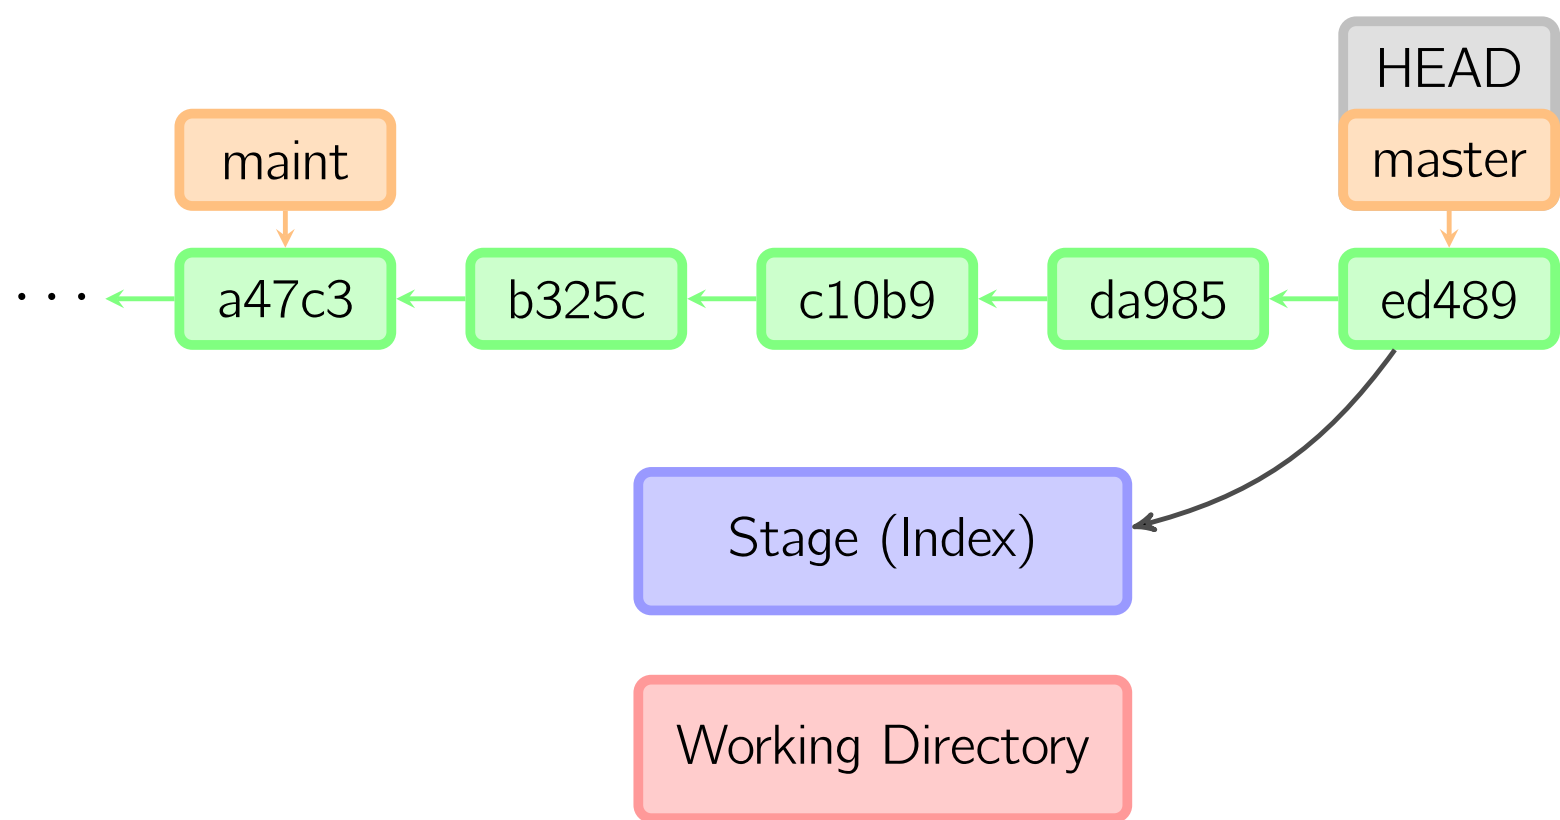 HEAD
maint
master
...
a47c3
b325c
c10b9
da985
ed489
Stage (Index)
Working Directory